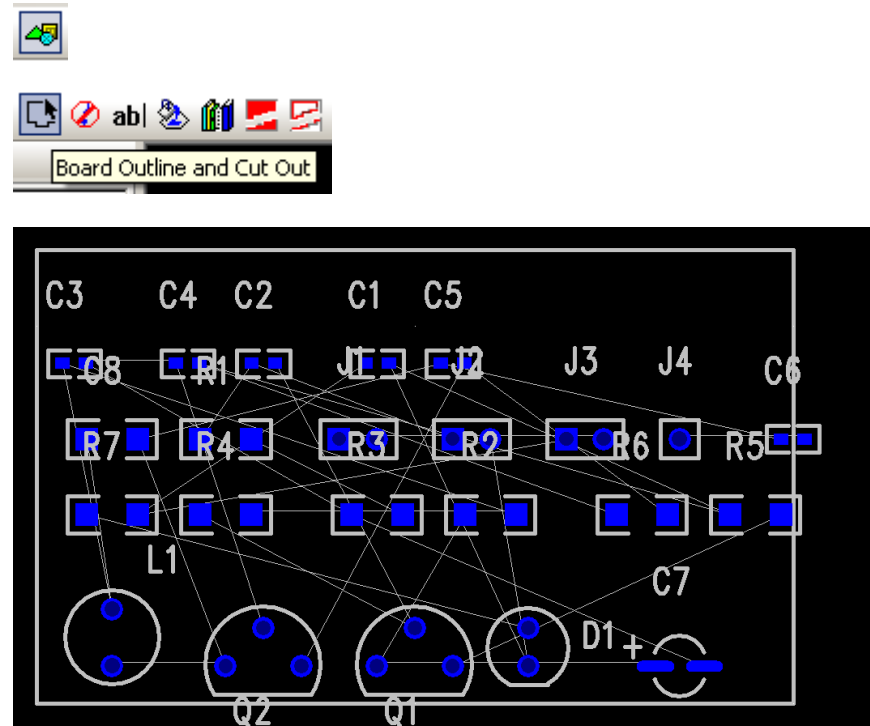 ab|
Board Outline and Cut Out
C3 C4 C2 C1 C5
C8 R1 J1 J2 J3 J4 C6
R7 R4 R3 R2 R6 R5
L1 C7
D1 +
Q2 Q1